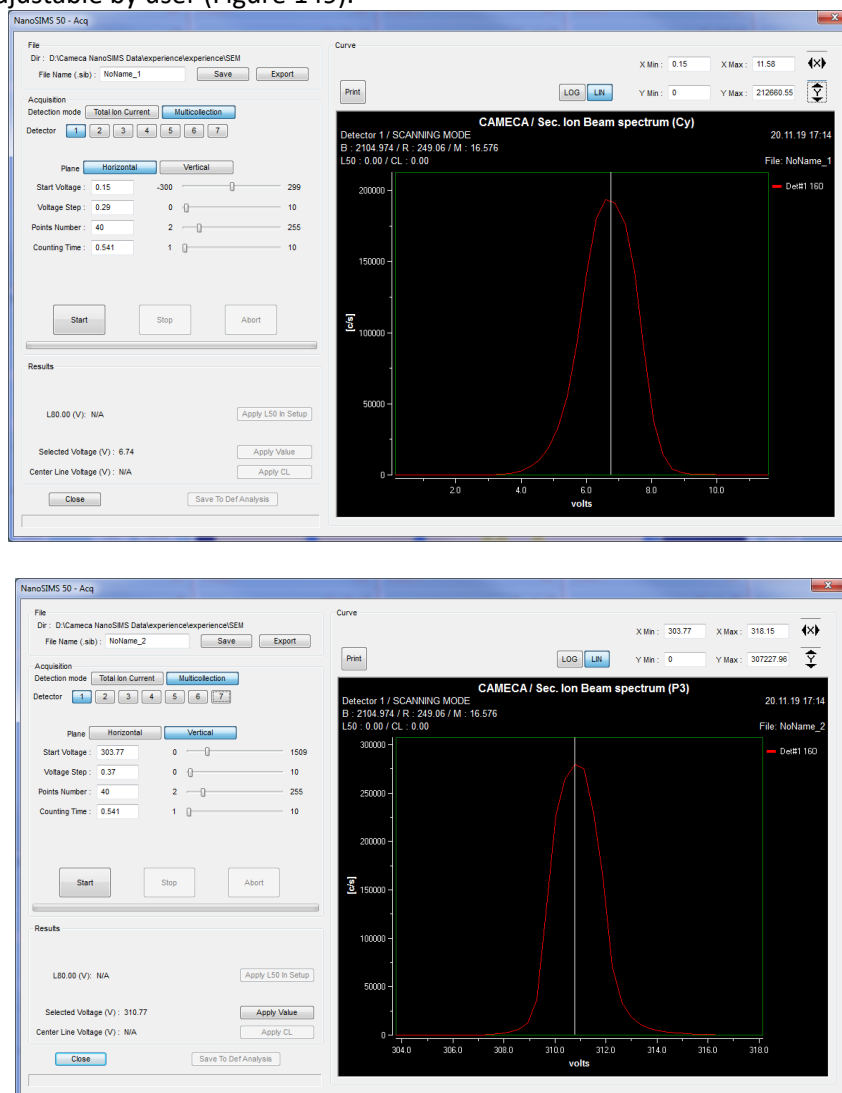 djustable by user (Figure 145).
NanoSIMS 50 - Acq
File
Dir : D:\Cameca NanoSIMS Data\experience\experience\SEM
File Name (.sib) : NoName_1 Save Export
Acquisition
Detection mode Total Ion Current Multicollection
Detector 1 2 3 4 5 6 7
Plane Horizontal Vertical
Start Voltage : 0.15 -300 299
Voltage Step : 0.29 0 10
Points Number : 40 2 255
Counting Time : 0.541 1 10
Start Stop Abort
Results
L80.00 (V): N/A Apply L50 In Setup
Selected Voltage (V) : 6.74 Apply Value
Center Line Voltage (V) : N/A Apply CL
Close Save To Def Analysis
Curve
X Min : 0.15 X Max : 11.58
Print LOG LIN Y Min : 0 Y Max : 212660.55
CAMECA / Sec. Ion Beam spectrum (Cy)
Detector 1 / SCANNING MODE 20.11.19 17:14
B : 2104.974 / R : 249.06 / M : 16.576
L50 : 0.00 / CL : 0.00 File: NoName_1
Det#1 16O
200000
150000
[c/s]
100000
50000
0
2.0 4.0 6.0 8.0 10.0
volts
NanoSIMS 50 - Acq
File
Dir : D:\Cameca NanoSIMS Data\experience\experience\SEM
File Name (.sib) : NoName_2 Save Export
Acquisition
Detection mode Total Ion Current Multicollection
Detector 1 2 3 4 5 6 7
Plane Horizontal Vertical
Start Voltage : 303.77 0 1509
Voltage Step : 0.37 0 10
Points Number : 40 2 255
Counting Time : 0.541 1 10
Start Stop Abort
Results
L80.00 (V): N/A Apply L50 In Setup
Selected Voltage (V) : 310.77 Apply Value
Center Line Voltage (V) : N/A Apply CL
Close Save To Def Analysis
Curve
X Min : 303.77 X Max : 318.15
Print LOG LIN Y Min : 0 Y Max : 307227.96
CAMECA / Sec. Ion Beam spectrum (P3)
Detector 1 / SCANNING MODE 20.11.19 17:14
B : 2104.974 / R : 249.06 / M : 16.576
L50 : 0.00 / CL : 0.00 File: NoName_2
Det#1 16O
300000
250000
200000
[c/s]
150000
100000
50000
0
304.0 306.0 308.0 310.0 312.0 314.0 316.0 318.0
volts